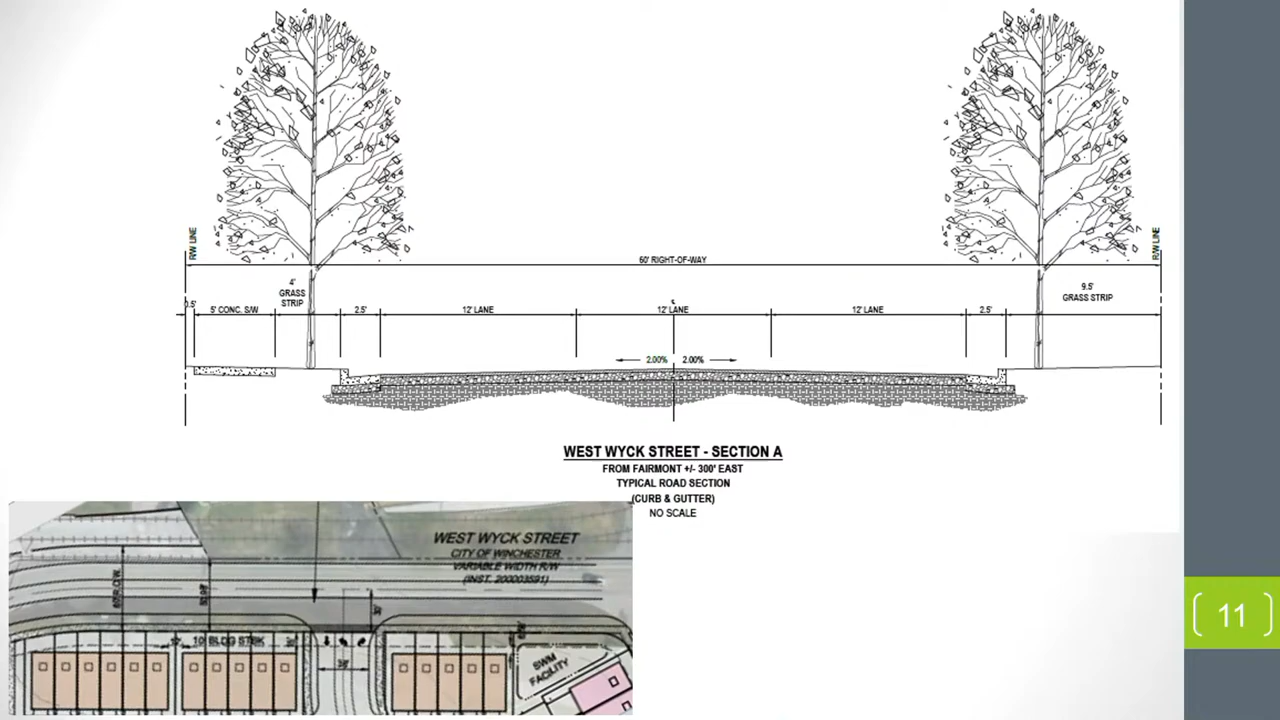 R/W LINE
R/W LINE
60' RIGHT-OF-WAY
4'
GRASS
STRIP
9.5'
GRASS STRIP
0.5'
5' CONC. S/W
2.5'
12' LANE
12' LANE
12' LANE
2.5'
2.00% 2.00%
WEST WYCK STREET - SECTION A
FROM FAIRMONT +/- 300' EAST
TYPICAL ROAD SECTION
(CURB & GUTTER)
NO SCALE
WEST WYCK STREET
CITY OF WINCHESTER
VARIABLE WIDTH R/W
(INST. 200003591)
10' BLDG STBK
SWM
FACILITY
11